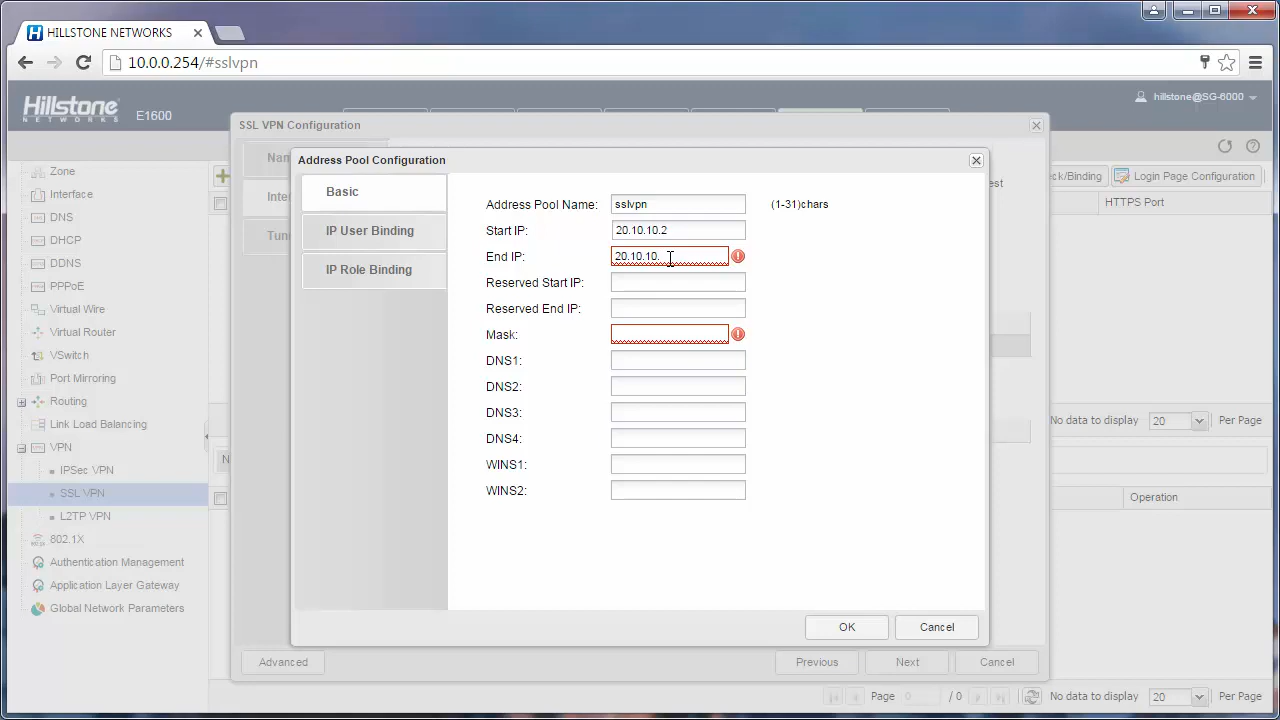 HILLSTONE NETWORKS
10.0.0.254/#sslvpn
Hillstone
NETWORKS
E1600
hillstone@SG-6000
SSL VPN Configuration
Address Pool Configuration
Zone
Interface
DNS
DHCP
DDNS
PPPoE
Virtual Wire
Virtual Router
VSwitch
Port Mirroring
Routing
Link Load Balancing
VPN
IPSec VPN
SSL VPN
L2TP VPN
802.1X
Authentication Management
Application Layer Gateway
Global Network Parameters
Basic
IP User Binding
IP Role Binding
Address Pool Name: sslvpn (1-31)chars
Start IP: 20.10.10.2
End IP: 20.10.10.
Reserved Start IP:
Reserved End IP:
Mask:
DNS1:
DNS2:
DNS3:
DNS4:
WINS1:
WINS2:
OK Cancel
Advanced Previous Next Cancel
Login Page Configuration
HTTPS Port
No data to display 20 Per Page
Operation
Page 0 / 0 No data to display 20 Per Page